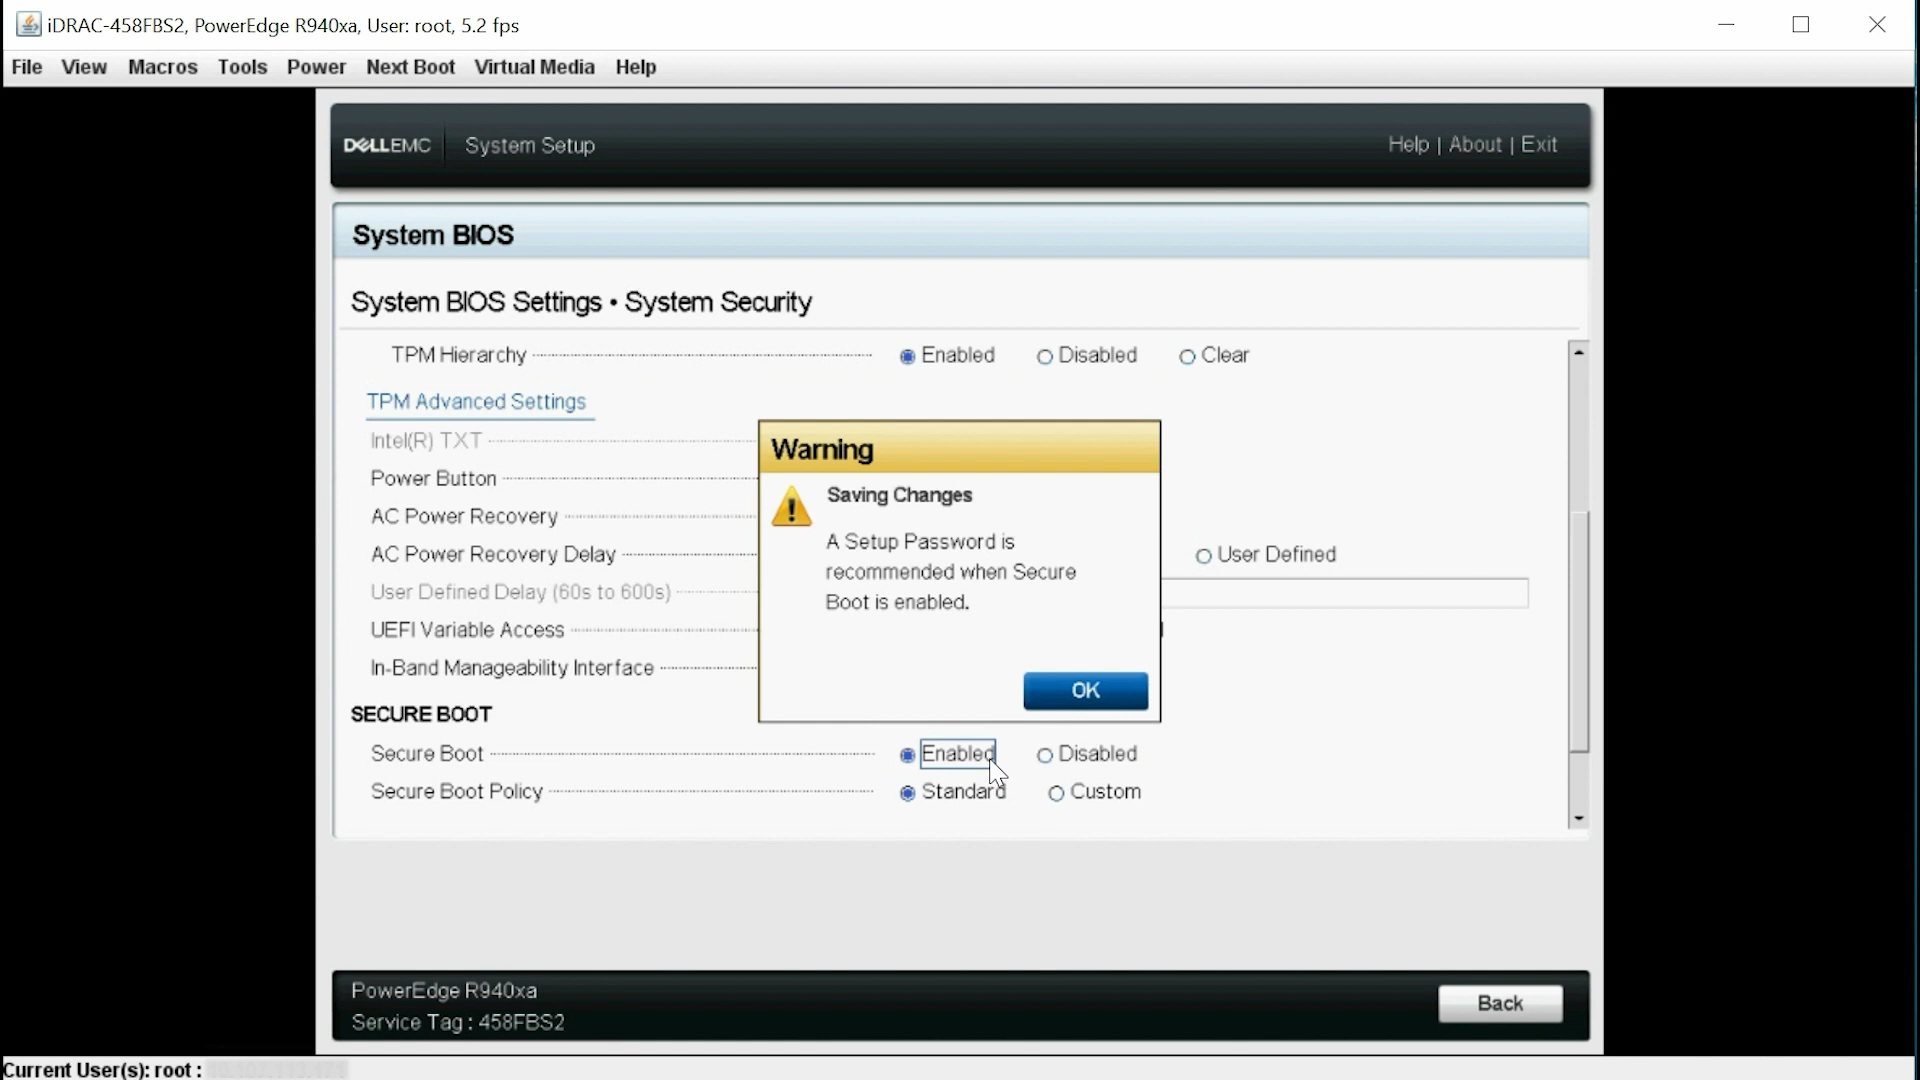 iDRAC-458FBS2, PowerEdge R940xa, User: root, 5.2 fps
File View Macros Tools Power Next Boot Virtual Media Help
DELLEMC System Setup Help | About | Exit
System BIOS
System BIOS Settings • System Security
TPM Hierarchy Enabled Disabled Clear
TPM Advanced Settings
Intel(R) TXT
Power Button
AC Power Recovery
AC Power Recovery Delay User Defined
User Defined Delay (60s to 600s)
UEFI Variable Access
In-Band Manageability Interface
Warning
Saving Changes
A Setup Password is
recommended when Secure
Boot is enabled.
OK
SECURE BOOT
Secure Boot Enabled Disabled
Secure Boot Policy Standard Custom
PowerEdge R940xa
Service Tag : 458FBS2
Back
Current User(s): root :